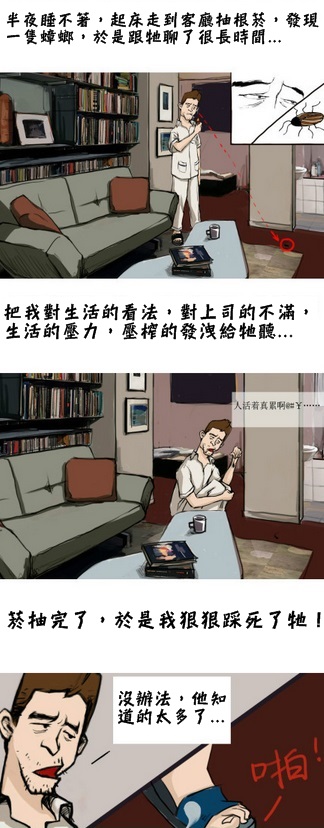 半夜睡不著，起床走到客廳抽根菸，發現
一隻蟑螂，於是跟牠聊了很長時間...
把我對生活的看法，對上司的不滿，
生活的壓力，壓榨的發洩給牠聽...
人活着真累啊@#￥……
菸抽完了，於是我狠狠踩死了牠！
沒辦法，他知
道的太多了...
啪!